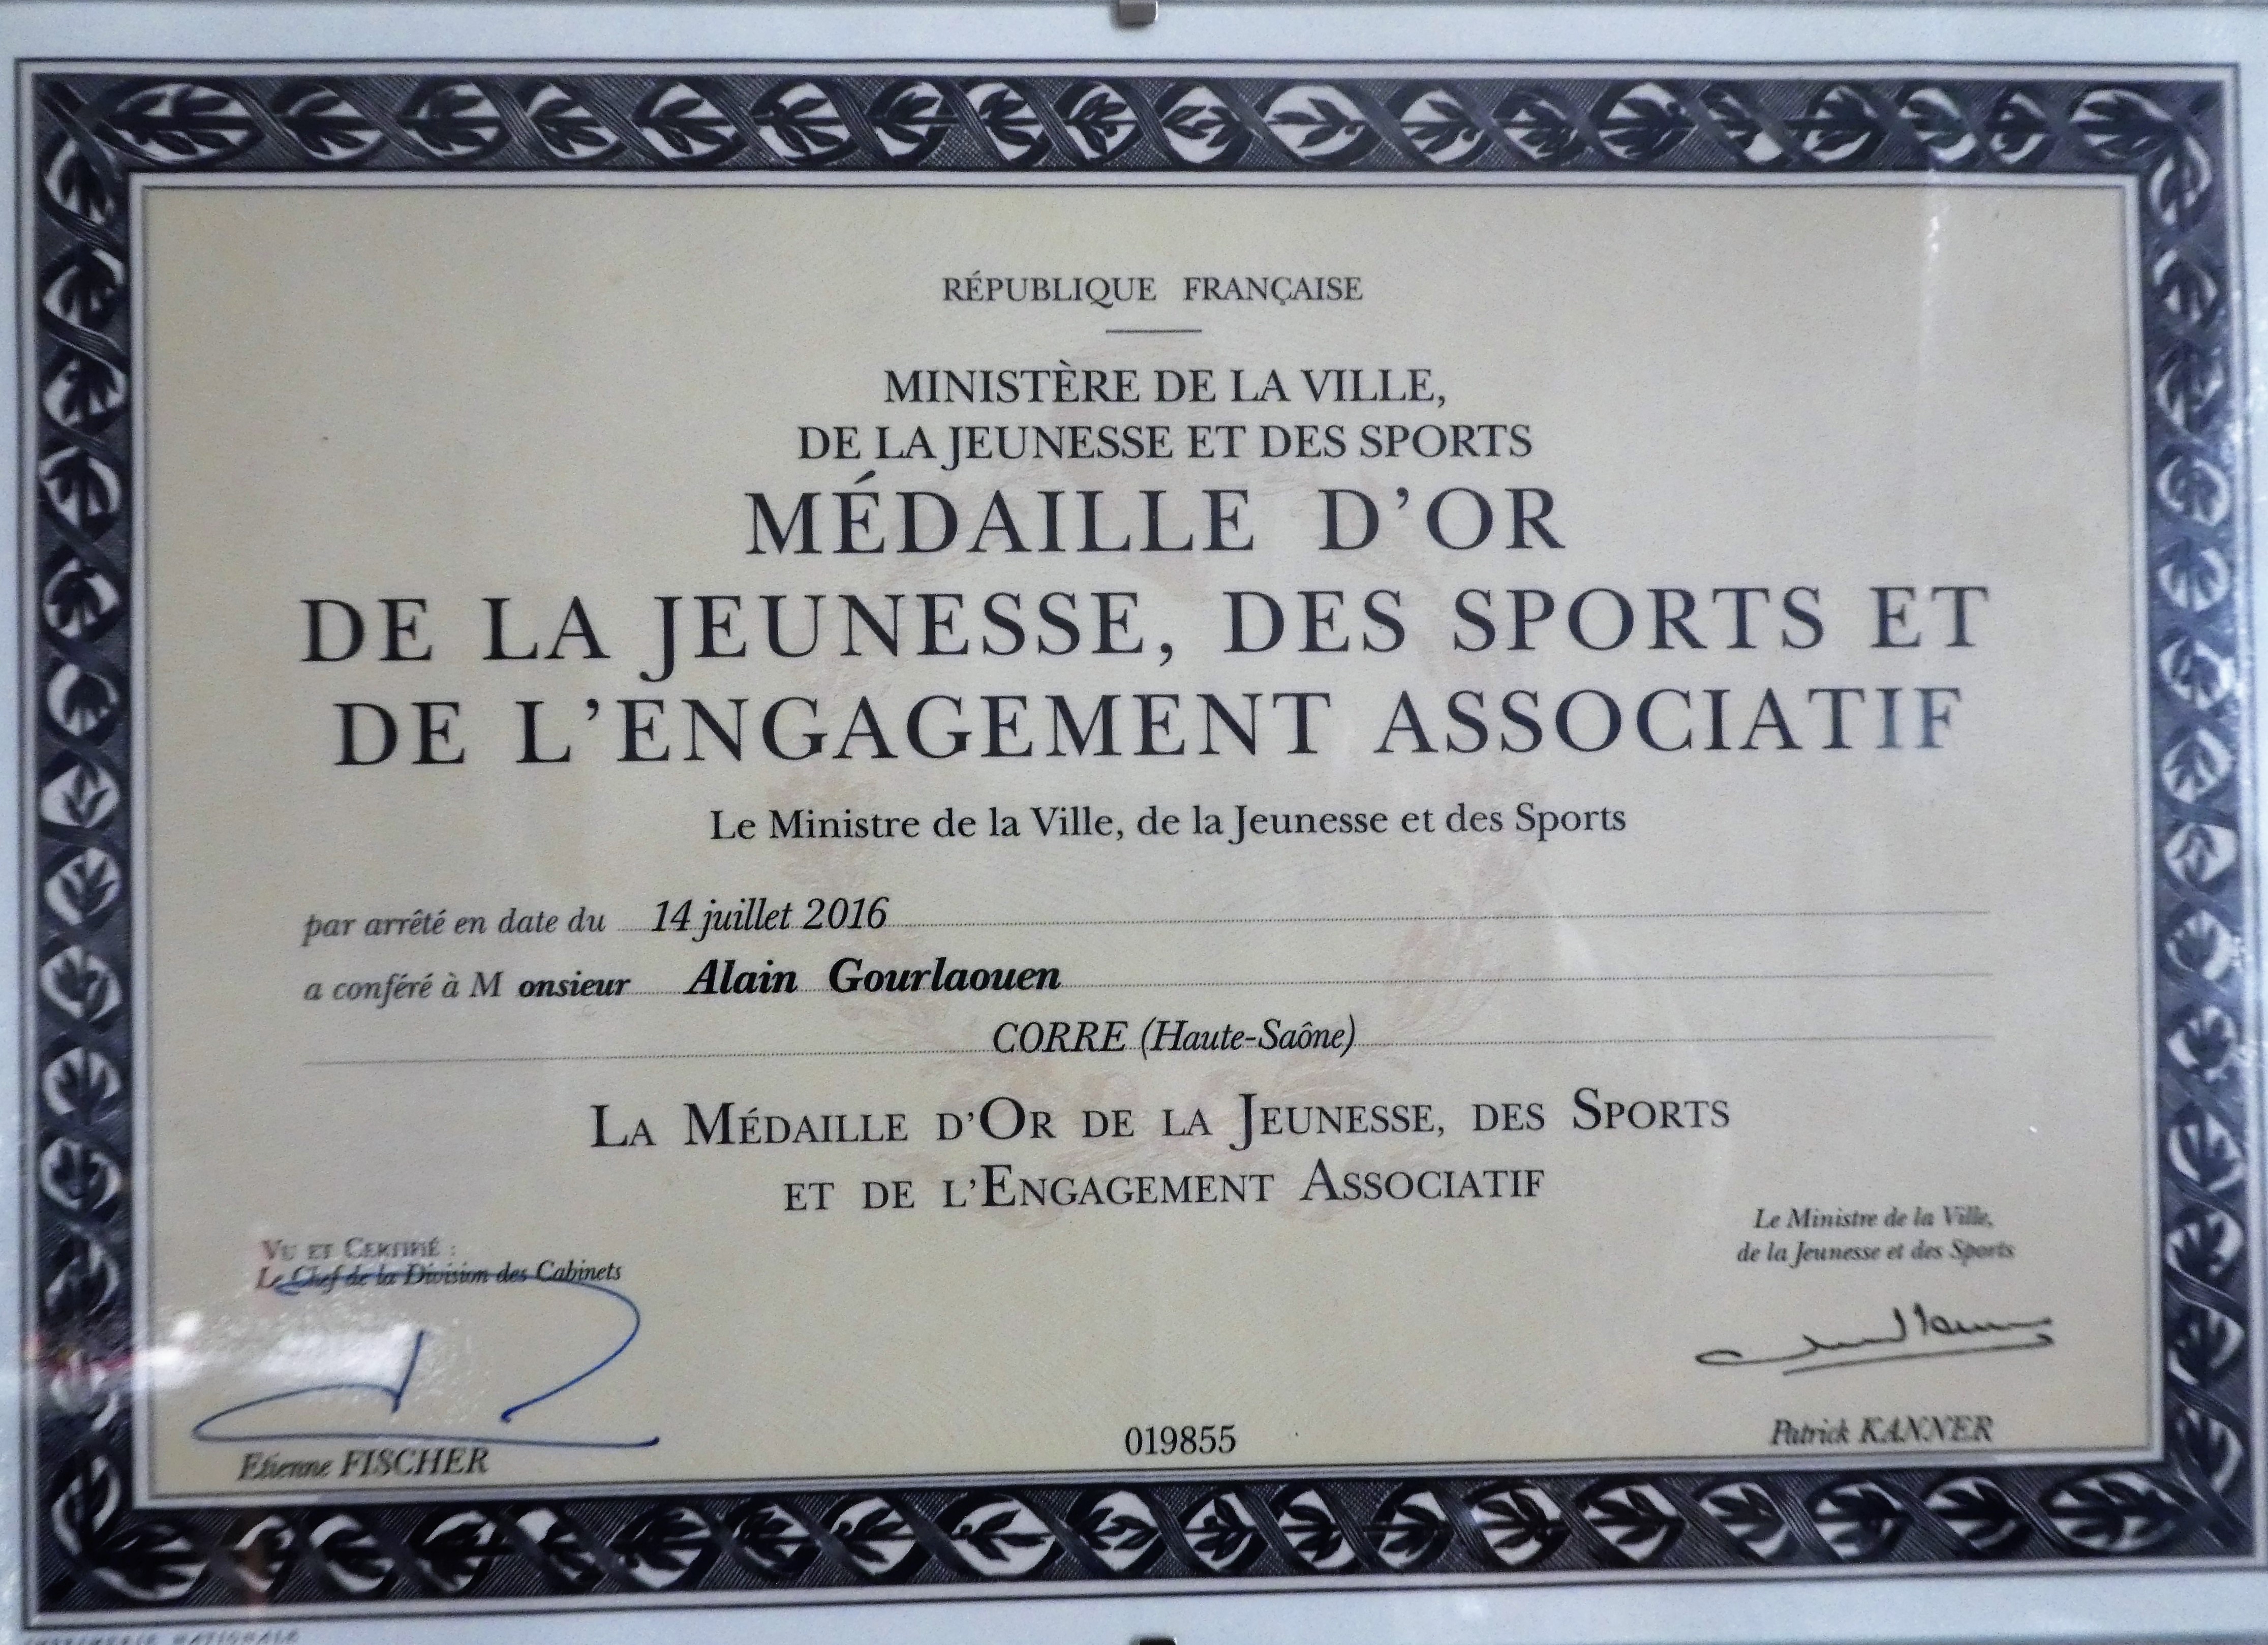 RÉPUBLIQUE FRANÇAISE
MINISTÈRE DE LA VILLE,
DE LA JEUNESSE ET DES SPORTS
MÉDAILLE D'OR
DE LA JEUNESSE, DES SPORTS ET
DE L'ENGAGEMENT ASSOCIATIF
Le Ministre de la Ville, de la Jeunesse et des Sports
par arrêté en date du 14 juillet 2016
a conféré à M onsieur Alain Gourlaouen
CORRE (Haute-Saône)
LA MÉDAILLE D'OR DE LA JEUNESSE, DES SPORTS
ET DE L'ENGAGEMENT ASSOCIATIF
VU ET CERTIFIÉ :
Le Chef de la Division des Cabinets
Etienne FISCHER
019855
Le Ministre de la Ville,
de la Jeunesse et des Sports
Patrick KANNER
IMPRIMERIE NATIONALE